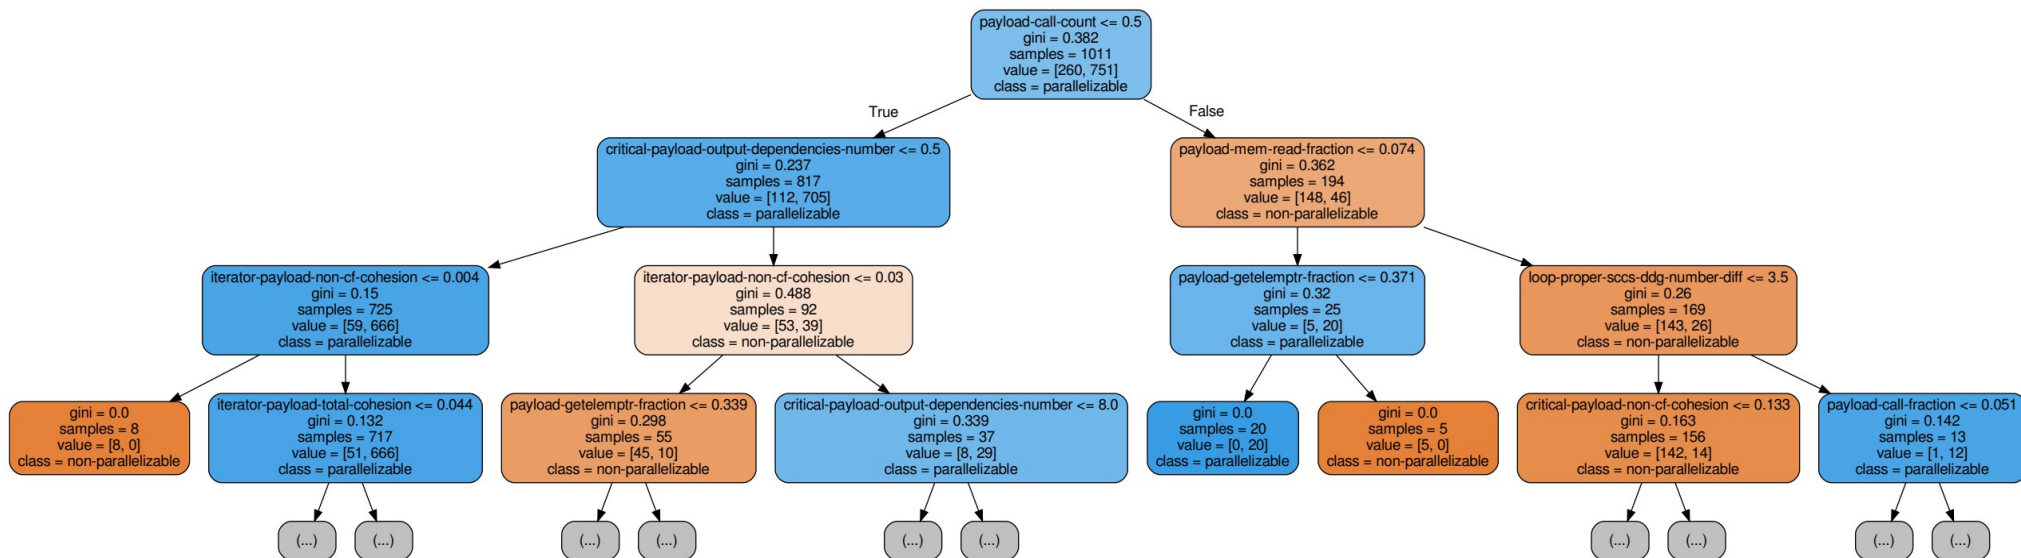 payload-call-count <= 0.5
gini = 0.382
samples = 1011
value = [260, 751]
class = parallelizable
True
False
critical-payload-output-dependencies-number <= 0.5
gini = 0.237
samples = 817
value = [112, 705]
class = parallelizable
payload-mem-read-fraction <= 0.074
gini = 0.362
samples = 194
value = [148, 46]
class = non-parallelizable
iterator-payload-non-cf-cohesion <= 0.004
gini = 0.15
samples = 725
value = [59, 666]
class = parallelizable
iterator-payload-non-cf-cohesion <= 0.03
gini = 0.488
samples = 92
value = [53, 39]
class = non-parallelizable
payload-getelemptr-fraction <= 0.371
gini = 0.32
samples = 25
value = [5, 20]
class = parallelizable
loop-proper-sccs-ddg-number-diff <= 3.5
gini = 0.26
samples = 169
value = [143, 26]
class = non-parallelizable
gini = 0.0
samples = 8
value = [8, 0]
class = non-parallelizable
iterator-payload-total-cohesion <= 0.044
gini = 0.132
samples = 717
value = [51, 666]
class = parallelizable
payload-getelemptr-fraction <= 0.339
gini = 0.298
samples = 55
value = [45, 10]
class = non-parallelizable
critical-payload-output-dependencies-number <= 8.0
gini = 0.339
samples = 37
value = [8, 29]
class = parallelizable
gini = 0.0
samples = 20
value = [0, 20]
class = parallelizable
gini = 0.0
samples = 5
value = [5, 0]
class = non-parallelizable
critical-payload-non-cf-cohesion <= 0.133
gini = 0.163
samples = 156
value = [142, 14]
class = non-parallelizable
payload-call-fraction <= 0.051
gini = 0.142
samples = 13
value = [1, 12]
class = parallelizable
(...)
(...)
(...)
(...)
(...)
(...)
(...)
(...)
(...)
(...)